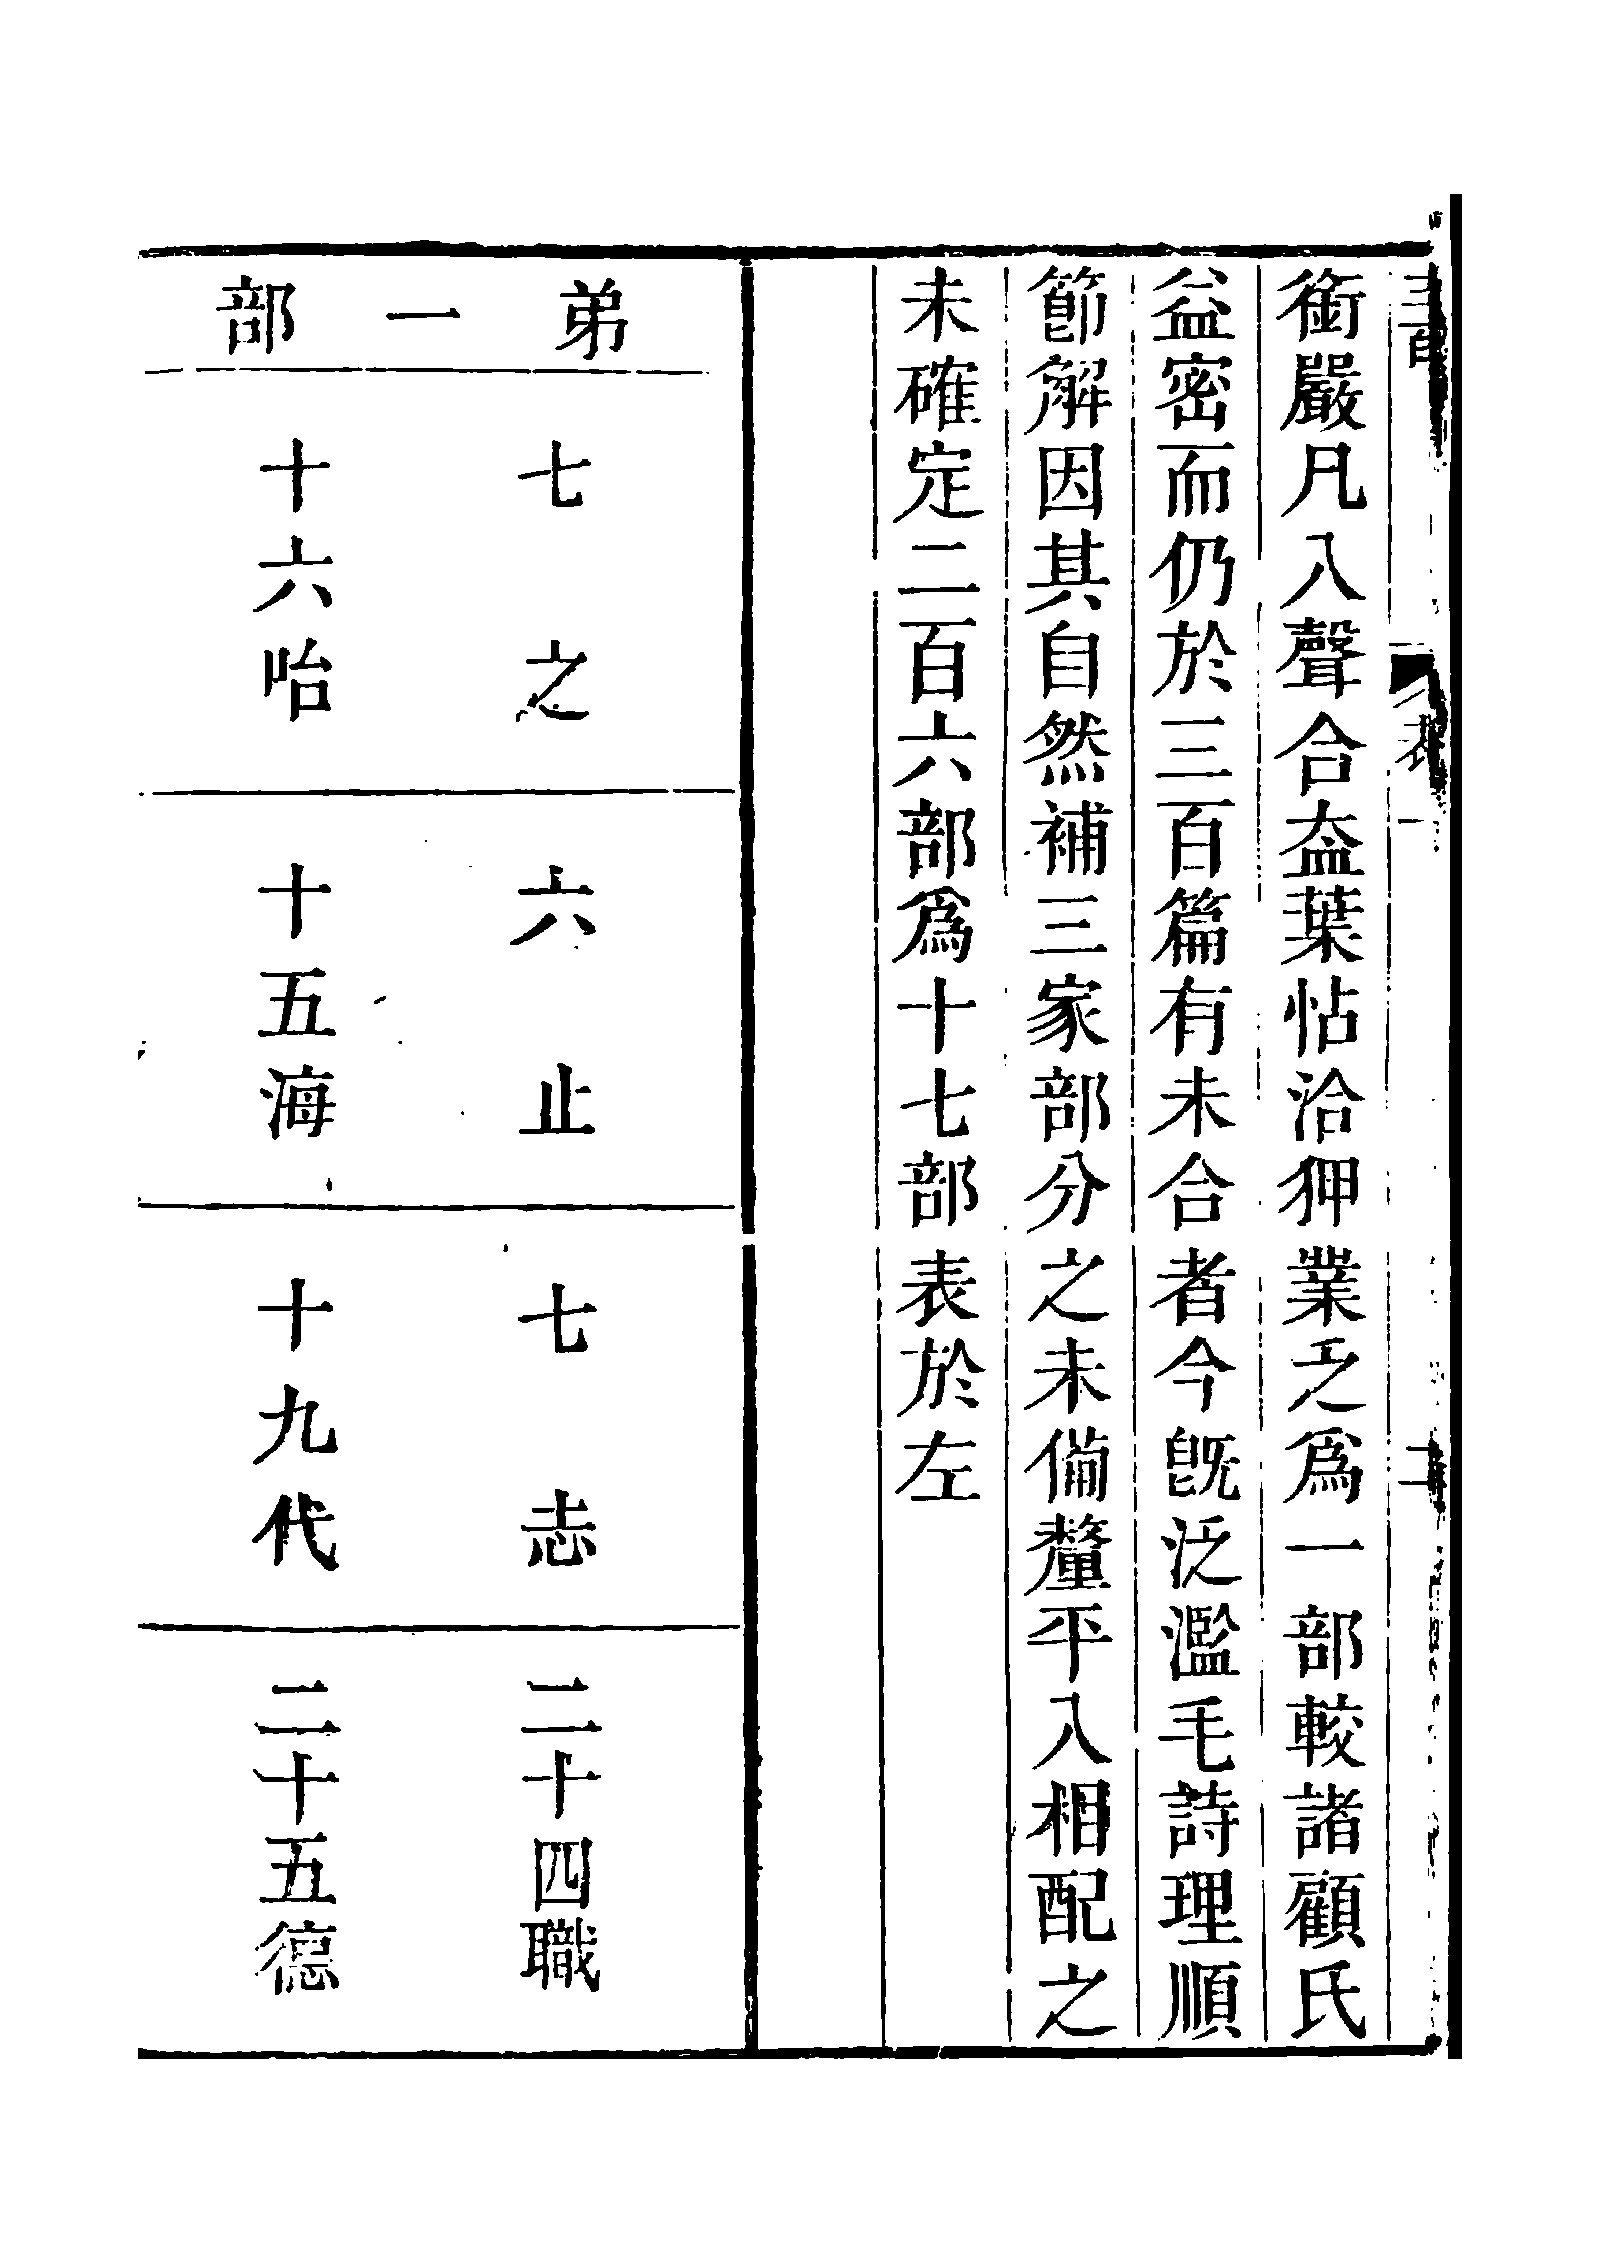 銜嚴凡入聲合盍葉怗洽狎業乏爲一部較諸顧氏
益密而仍於三百篇有未合者今旣泛濫毛詩理順
節解因其自然補三家部分之未備釐平入相配之
未確定二百六部爲十七部表於左
弟一部
七之
十六咍
六止
十五海
七志
十九代
二十四職
二十五德